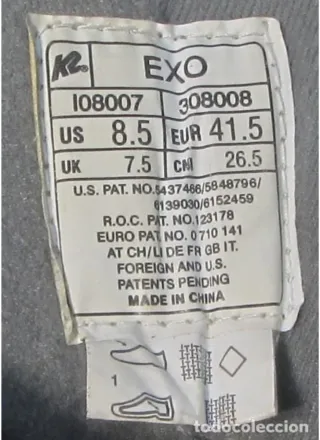 K2 EXO
I08007 308008
US 8.5 EUR 41.5
UK 7.5 CM 26.5
U.S. PAT. NO.5437466/5848796/
6139030/6152459
R.O.C. PAT NO.123178
EURO PAT NO. 0 710 141
AT CH/LI DE FR GB IT.
FOREIGN AND U.S.
PATENTS PENDING
MADE IN CHINA
1
todocoleccion